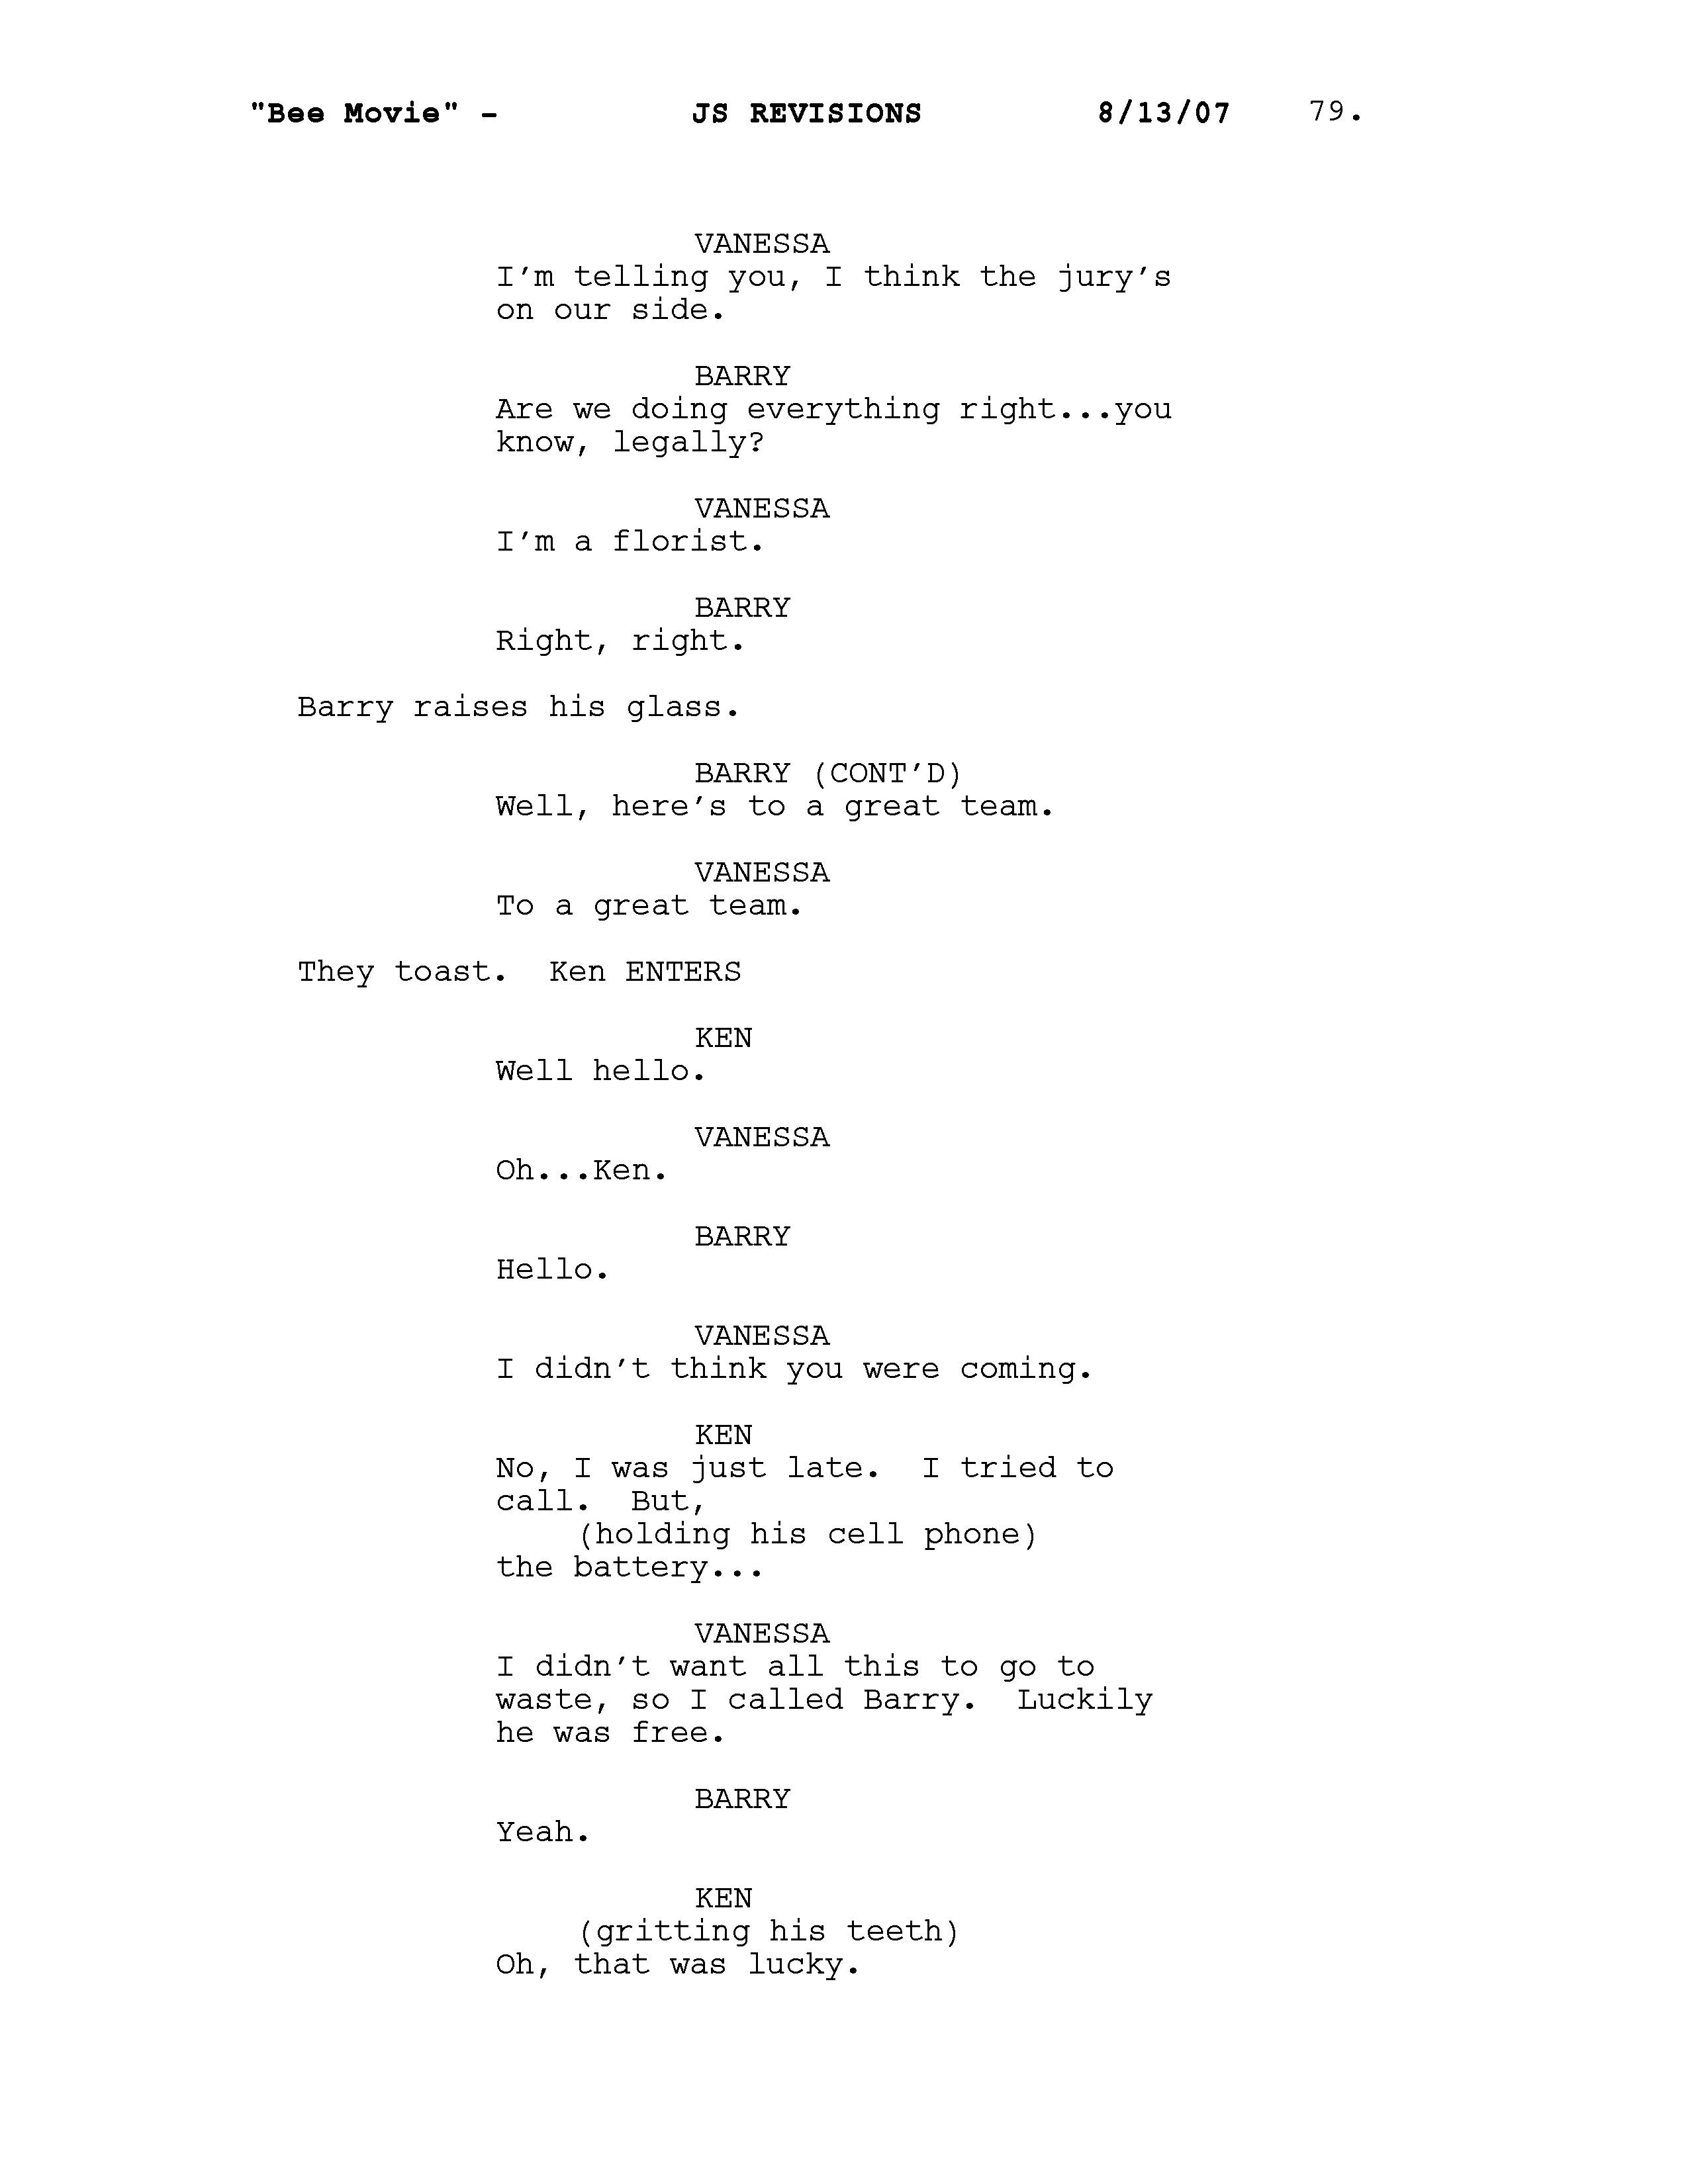 "Bee Movie" - JS REVISIONS 8/13/07 79.
VANESSA
I'm telling you, I think the jury's
on our side.
BARRY
Are we doing everything right...you
know, legally?
VANESSA
I'm a florist.
BARRY
Right, right.
Barry raises his glass.
BARRY (CONT'D)
Well, here's to a great team.
VANESSA
To a great team.
They toast.  Ken ENTERS
KEN
Well hello.
VANESSA
Oh...Ken.
BARRY
Hello.
VANESSA
I didn't think you were coming.
KEN
No, I was just late.  I tried to
call.  But,
(holding his cell phone)
the battery...
VANESSA
I didn't want all this to go to
waste, so I called Barry.  Luckily
he was free.
BARRY
Yeah.
KEN
(gritting his teeth)
Oh, that was lucky.